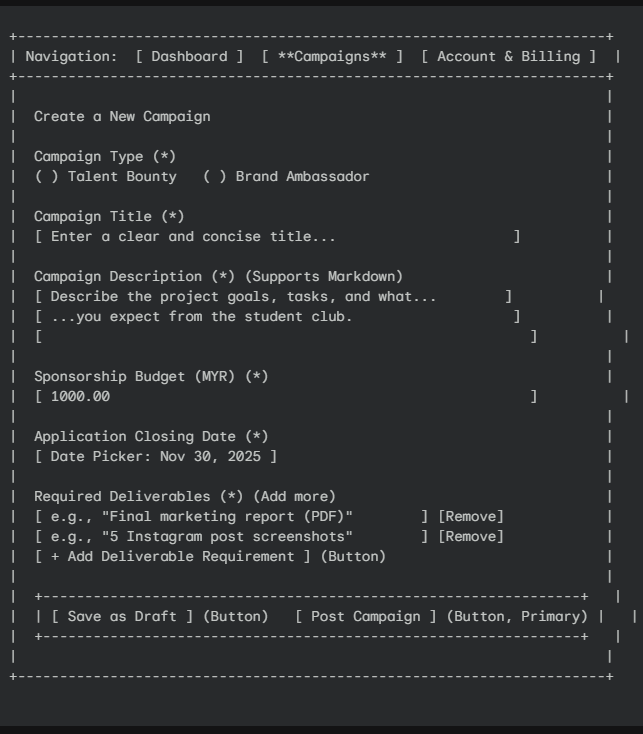 +----------------------------------------------------------------------+
| Navigation:  [ Dashboard ]  [ **Campaigns** ]  [ Account & Billing ]  |
+----------------------------------------------------------------------+
|                                                                      |
|  Create a New Campaign                                               |
|                                                                      |
|  Campaign Type (*)                                                   |
|  ( ) Talent Bounty   ( ) Brand Ambassador                            |
|                                                                      |
|  Campaign Title (*)                                                  |
|  [ Enter a clear and concise title...                     ]          |
|                                                                      |
|  Campaign Description (*) (Supports Markdown)                        |
|  [ Describe the project goals, tasks, and what...        ]          |
|  [ ...you expect from the student club.                   ]          |
|  [                                                          ]          |
|                                                                      |
|  Sponsorship Budget (MYR) (*)                                        |
|  [ 1000.00                                                  ]          |
|                                                                      |
|  Application Closing Date (*)                                        |
|  [ Date Picker: Nov 30, 2025 ]                                       |
|                                                                      |
|  Required Deliverables (*) (Add more)                                |
|  [ e.g., "Final marketing report (PDF)"        ] [Remove]            |
|  [ e.g., "5 Instagram post screenshots"        ] [Remove]            |
|  [ + Add Deliverable Requirement ] (Button)                          |
|                                                                      |
|  +----------------------------------------------------------------+   |
|  | [ Save as Draft ] (Button)   [ Post Campaign ] (Button, Primary) |   |
|  +----------------------------------------------------------------+   |
|                                                                      |
+----------------------------------------------------------------------+